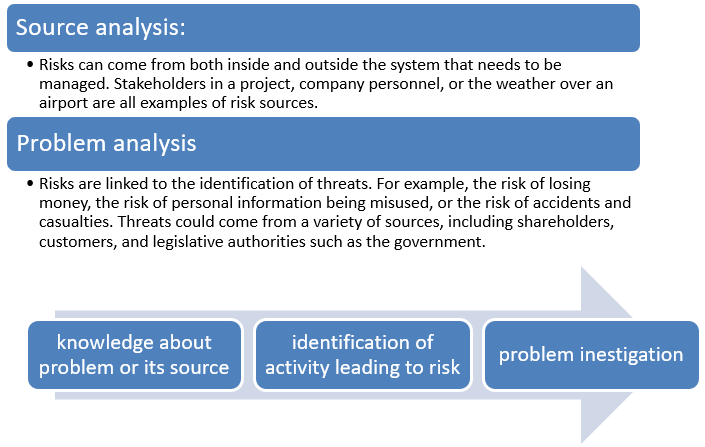 Source analysis:
• Risks can come from both inside and outside the system that needs to be
managed. Stakeholders in a project, company personnel, or the weather over an
airport are all examples of risk sources.
Problem analysis
• Risks are linked to the identification of threats. For example, the risk of losing
money, the risk of personal information being misused, or the risk of accidents and
casualties. Threats could come from a variety of sources, including shareholders,
customers, and legislative authorities such as the government.
knowledge about
problem or its source
identification of
activity leading to risk
problem inestigation